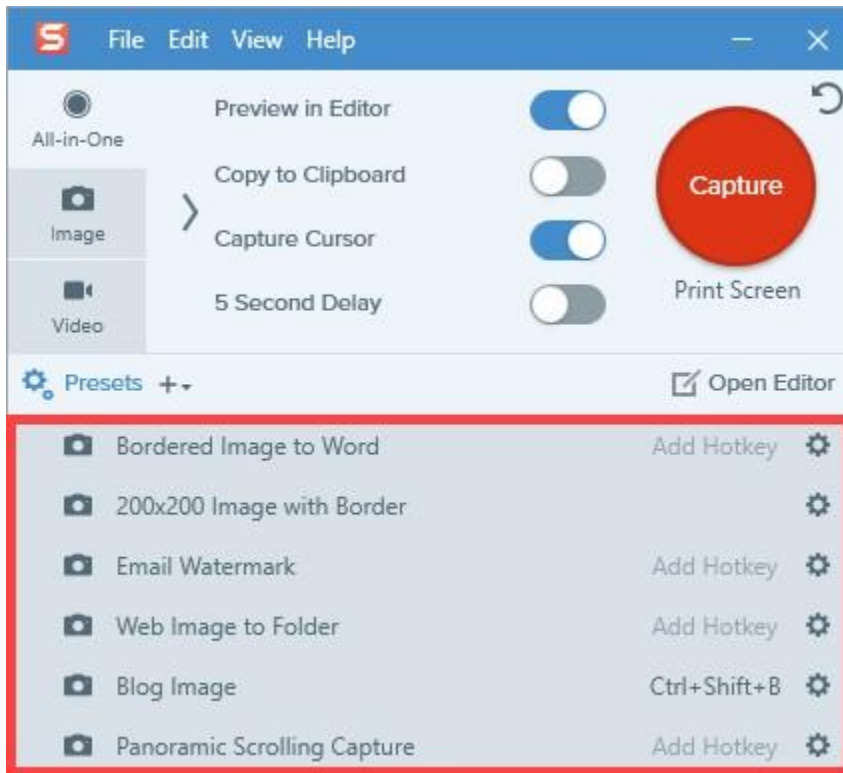 S File Edit View Help
All-in-One
Image
Video
Preview in Editor
Copy to Clipboard
Capture Cursor
5 Second Delay
Capture
Print Screen
Presets
Open Editor
Bordered Image to Word Add Hotkey
200x200 Image with Border
Email Watermark Add Hotkey
Web Image to Folder Add Hotkey
Blog Image Ctrl+Shift+B
Panoramic Scrolling Capture Add Hotkey